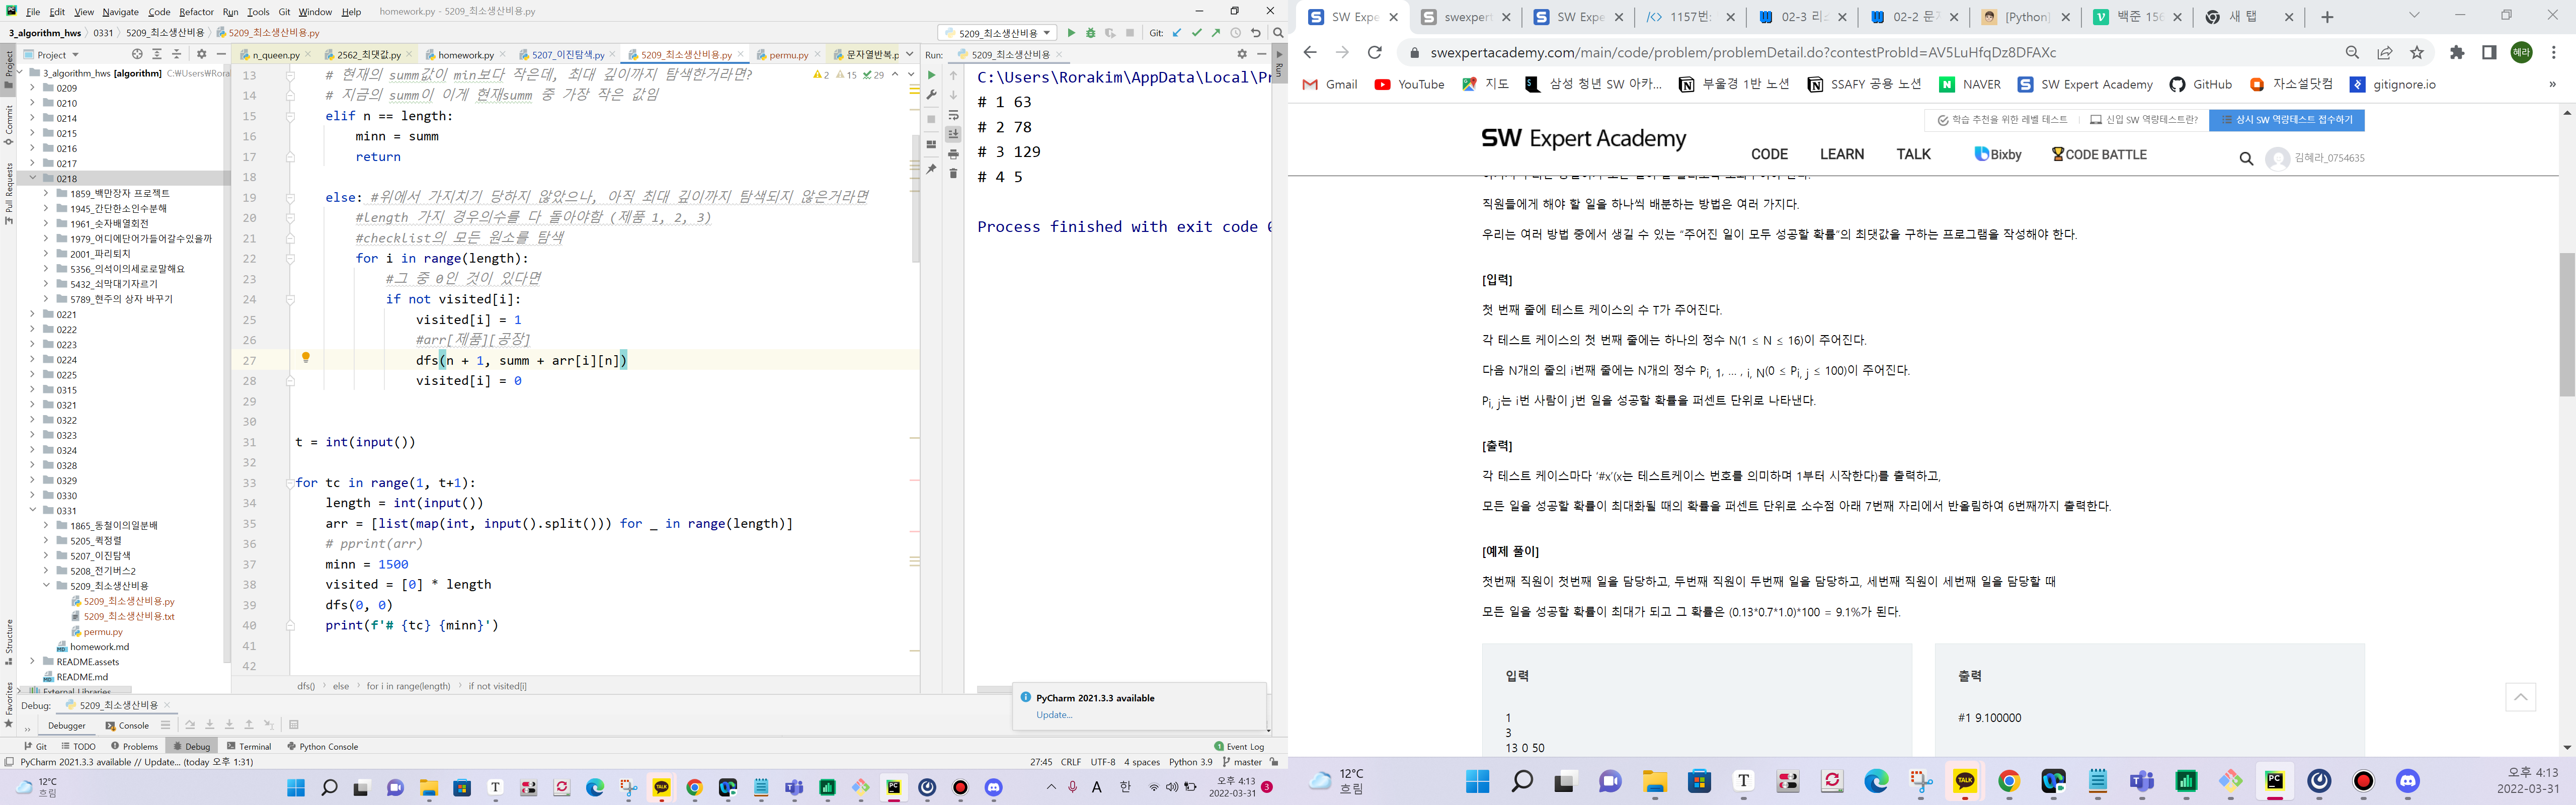 File Edit View Navigate Code Refactor Run Tools Git Window Help homework.py - 5209_최소생산비용.py
3_algorithm_hws 0331 5209_최소생산비용 5209_최소생산비용.py
5209_최소생산비용
Git:
Project
n_queen.py
2562_최댓값.py
homework.py
5207_이진탐색.py
5209_최소생산비용.py
permu.py
문자열반복.p
Run: 5209_최소생산비용
Project
Commit
Pull Requests
Structure
Favorites
3_algorithm_hws [algorithm] C:\Users\Rora
0209
0210
0214
0215
0216
0217
0218
1859_백만장자 프로젝트
1945_간단한소인수분해
1961_숫자배열회전
1979_어디에단어가들어갈수있을까
2001_파리퇴치
5356_의석이의세로로말해요
5432_쇠막대기자르기
5789_현주의 상자 바꾸기
0221
0222
0223
0224
0225
0315
0321
0322
0323
0324
0328
0329
0330
0331
1865_동철이의일분배
5205_퀵정렬
5207_이진탐색
5208_전기버스2
5209_최소생산비용
5209_최소생산비용.py
5209_최소생산비용.txt
permu.py
homework.md
README.assets
README.md
External Libraries
2 15 29
13 # 현재의 summ값이 min보다 작은데, 최대 깊이까지 탐색한거라면?
14 # 지금의 summ이 이게 현재summ 중 가장 작은 값임
15 elif n == length:
16 minn = summ
17 return
18
19 else: #위에서 가지치기 당하지 않았으나, 아직 최대 깊이까지 탐색되지 않은거라면
20 #length 가지 경우의수를 다 돌아야함 (제품 1, 2, 3)
21 #checklist의 모든 원소를 탐색
22 for i in range(length):
23 #그 중 0인 것이 있다면
24 if not visited[i]:
25 visited[i] = 1
26 #arr[제품][공장]
27 dfs(n + 1, summ + arr[i][n])
28 visited[i] = 0
29
30
31 t = int(input())
32
33 for tc in range(1, t+1):
34 length = int(input())
35 arr = [list(map(int, input().split())) for _ in range(length)]
36 # pprint(arr)
37 minn = 1500
38 visited = [0] * length
39 dfs(0, 0)
40 print(f'# {tc} {minn}')
41
42
dfs() else for i in range(length) if not visited[i]
C:\Users\Rorakim\AppData\Local\Pr
# 1 63
# 2 78
# 3 129
# 4 5
Process finished with exit code 0
Run
PyCharm 2021.3.3 available
Update...
Debug: 5209_최소생산비용
Debugger Console
Git TODO Problems Debug Terminal Python Console Event Log
PyCharm 2021.3.3 available // Update... (today 오후 1:31) 27:45 CRLF UTF-8 4 spaces Python 3.9 master
12°C
흐림
A 한
오후 4:13
2022-03-31
3
SW Expe
swexpert
SW Expe
1157번:
02-3 리
02-2 문
[Python]
백준 156
새 탭
swexpertacademy.com/main/code/problem/problemDetail.do?contestProbId=AV5LuHfqDz8DFAXc
혜라
Gmail YouTube 지도 삼성 청년 SW 아카... 부울경 1반 노션 SSAFY 공용 노션 NAVER SW Expert Academy GitHub 자소설닷컴 gitignore.io »
학습 추천을 위한 레벨 테스트 신입 SW 역량테스트란? 상시 SW 역량테스트 접수하기
SW Expert Academy
CODE LEARN TALK Bixby CODE BATTLE
김혜라_0754635
직원들에게 해야 할 일을 하나씩 배분하는 방법은 여러 가지다.
우리는 여러 방법 중에서 생길 수 있는 “주어진 일이 모두 성공할 확률”의 최댓값을 구하는 프로그램을 작성해야 한다.
[입력]
첫 번째 줄에 테스트 케이스의 수 T가 주어진다.
각 테스트 케이스의 첫 번째 줄에는 하나의 정수 N(1 ≤ N ≤ 16)이 주어진다.
다음 N개의 줄의 i번째 줄에는 N개의 정수 Pi, 1, … , i, N(0 ≤ Pi, j ≤ 100)이 주어진다.
Pi, j는 i번 사람이 j번 일을 성공할 확률을 퍼센트 단위로 나타낸다.
[출력]
각 테스트 케이스마다 ‘#x’(x는 테스트케이스 번호를 의미하며 1부터 시작한다)를 출력하고,
모든 일을 성공할 확률이 최대화될 때의 확률을 퍼센트 단위로 소수점 아래 7번째 자리에서 반올림하여 6번째까지 출력한다.
[예제 풀이]
첫번째 직원이 첫번째 일을 담당하고, 두번째 직원이 두번째 일을 담당하고, 세번째 직원이 세번째 일을 담당할 때
모든 일을 성공할 확률이 최대가 되고 그 확률은 (0.13*0.7*1.0)*100 = 9.1%가 된다.
입력
1
3
13 0 50
출력
#1 9.100000
12°C
흐림
오후 4:13
2022-03-31